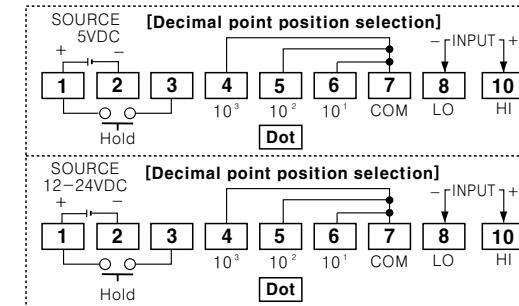 SOURCE [Decimal point position selection]
5VDC
+ − − INPUT +
1 2 3 4 5 6 7 8 10
10³ 10² 10¹ COM LO HI
Hold Dot
SOURCE [Decimal point position selection]
12−24VDC
+ − − INPUT +
1 2 3 4 5 6 7 8 10
10³ 10² 10¹ COM LO HI
Hold Dot